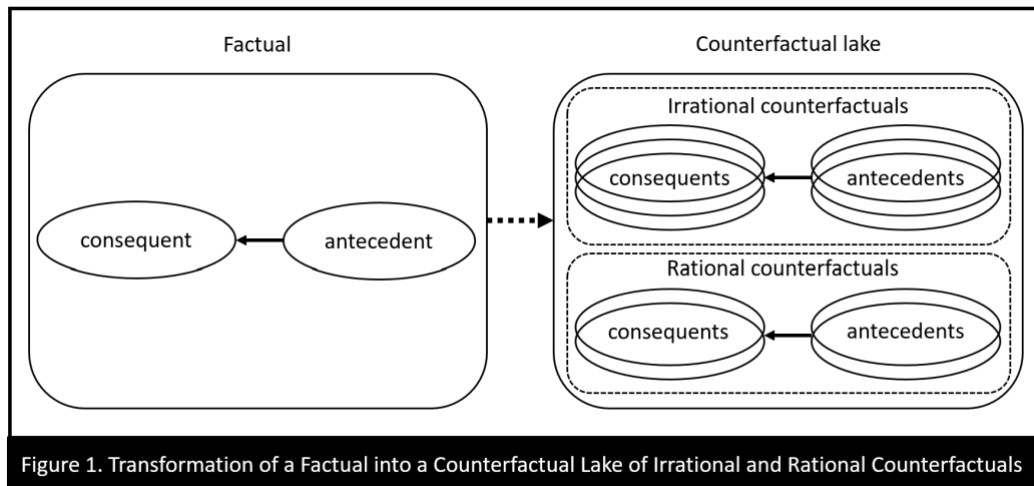 Factual
consequent
antecedent
Counterfactual lake
Irrational counterfactuals
consequents
antecedents
Rational counterfactuals
consequents
antecedents
Figure 1. Transformation of a Factual into a Counterfactual Lake of Irrational and Rational Counterfactuals